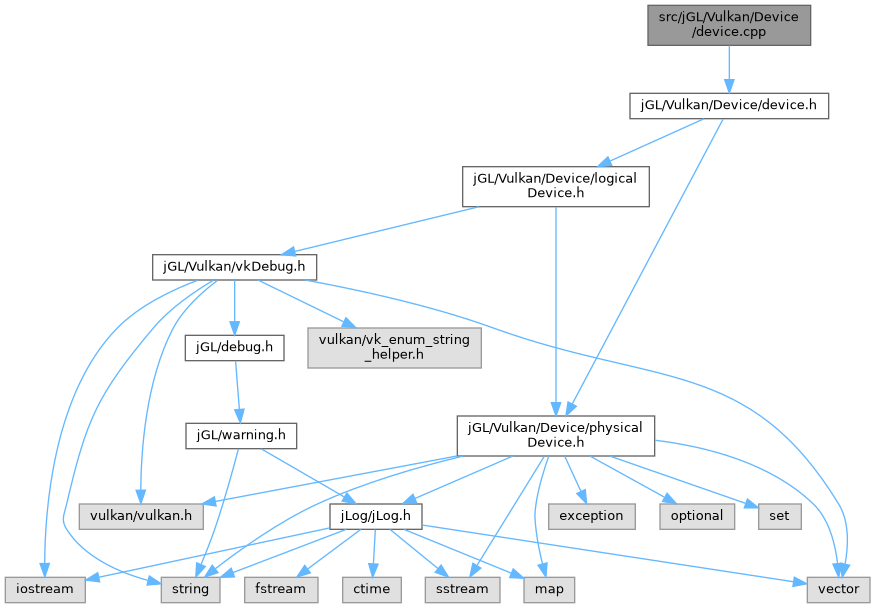 src/jGL/Vulkan/Device
/device.cpp
jGL/Vulkan/Device/device.h
jGL/Vulkan/Device/logical
Device.h
jGL/Vulkan/vkDebug.h
jGL/debug.h
vulkan/vk_enum_string
_helper.h
jGL/warning.h
jGL/Vulkan/Device/physical
Device.h
vulkan/vulkan.h
jLog/jLog.h
exception
optional
set
iostream
string
fstream
ctime
sstream
map
vector